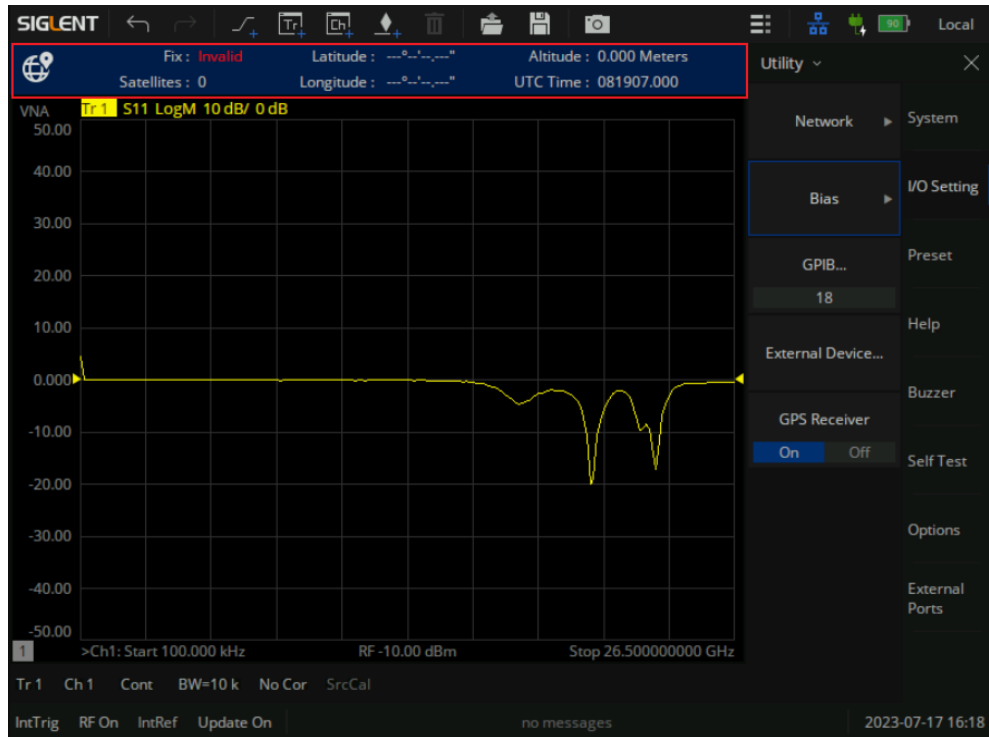 SIGLENT Tr Ch 90 Local
Fix : Invalid Latitude : ---°--'--.---" Altitude : 0.000 Meters
Satellites : 0 Longitude : ---°--'--.---" UTC Time : 081907.000
Utility
VNA Tr 1 S11 LogM 10 dB/ 0 dB
50.00
40.00
30.00
20.00
10.00
0.000
-10.00
-20.00
-30.00
-40.00
-50.00
1 >Ch1: Start 100.000 kHz RF -10.00 dBm Stop 26.500000000 GHz
Network
Bias
GPIB...
18
External Device...
GPS Receiver
On Off
System
I/O Setting
Preset
Help
Buzzer
Self Test
Options
External
Ports
Tr 1 Ch 1 Cont BW=10 k No Cor SrcCal
IntTrig RF On IntRef Update On no messages 2023-07-17 16:18